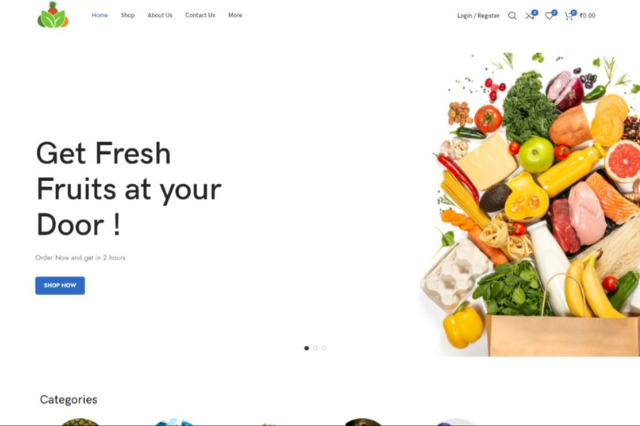 Home Shop About Us Contact Us More
Login / Register 0 0 0 ₹0.00
Get Fresh
Fruits at your
Door !
Order Now and get in 2 hours
SHOP NOW
Categories